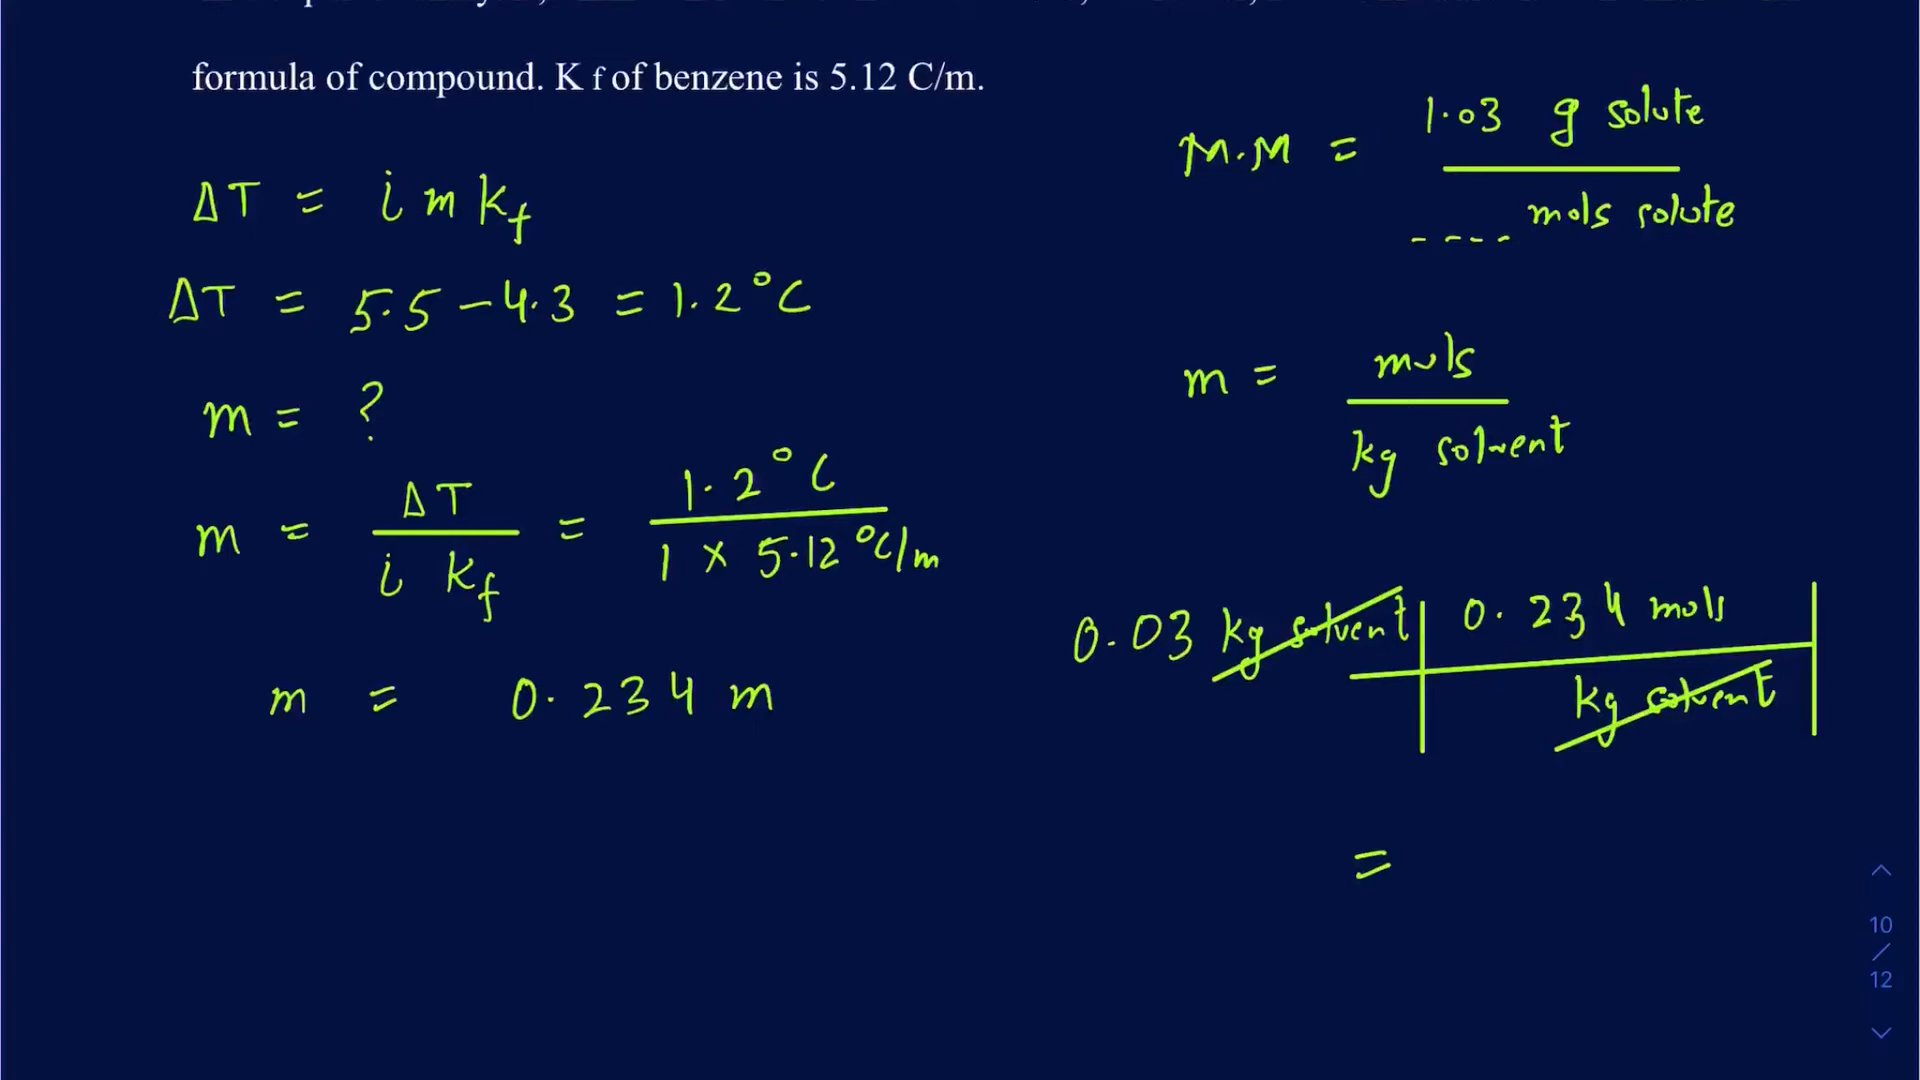 formula of compound. K f of benzene is 5.12 C/m.
ΔT = i m Kf
ΔT = 5.5 - 4.3 = 1.2°C
m = ?
m = ΔT / i Kf = 1.2°C / 1 x 5.12 °C/m
m = 0.234 m
M.M = 1.03 g solute
---- mols solute
m = mols
kg solvent
0.03 kg solvent | 0.234 mols
kg solvent
=
10
/
12